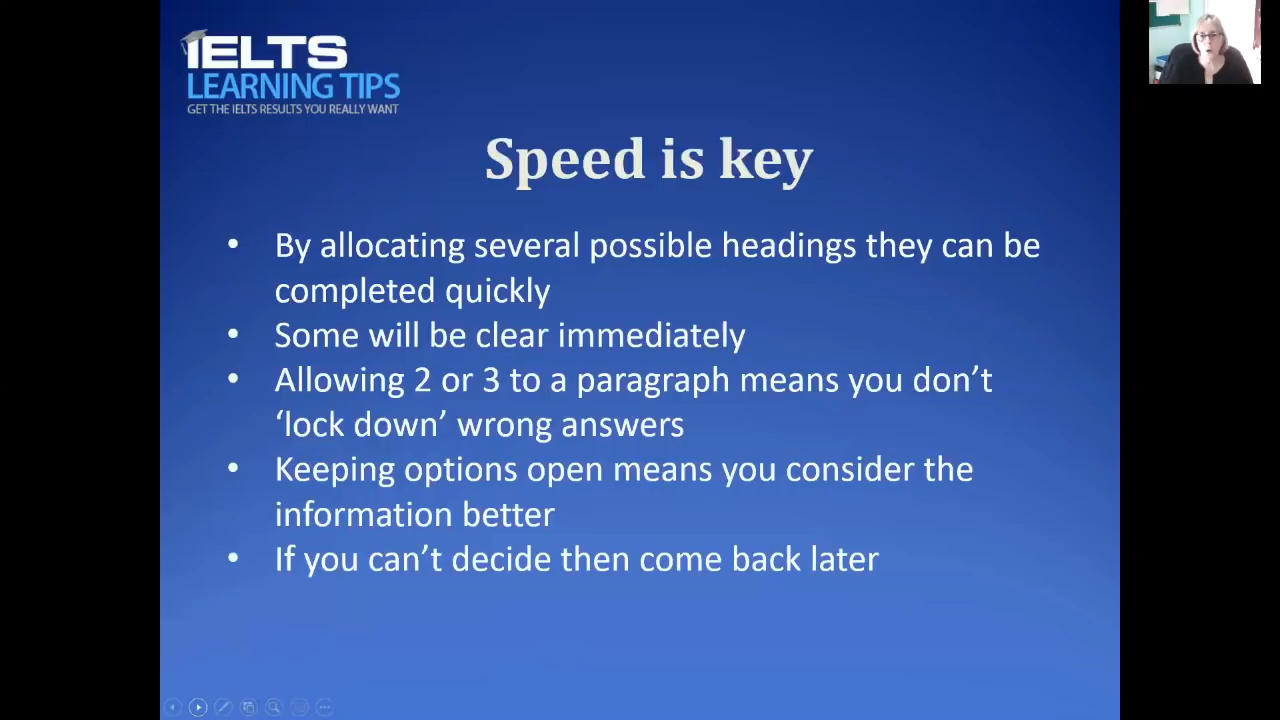 IELTS
LEARNING TIPS
GET THE IELTS RESULTS YOU REALLY WANT
Speed is key
• By allocating several possible headings they can be
completed quickly
• Some will be clear immediately
• Allowing 2 or 3 to a paragraph means you don’t
‘lock down’ wrong answers
• Keeping options open means you consider the
information better
• If you can’t decide then come back later